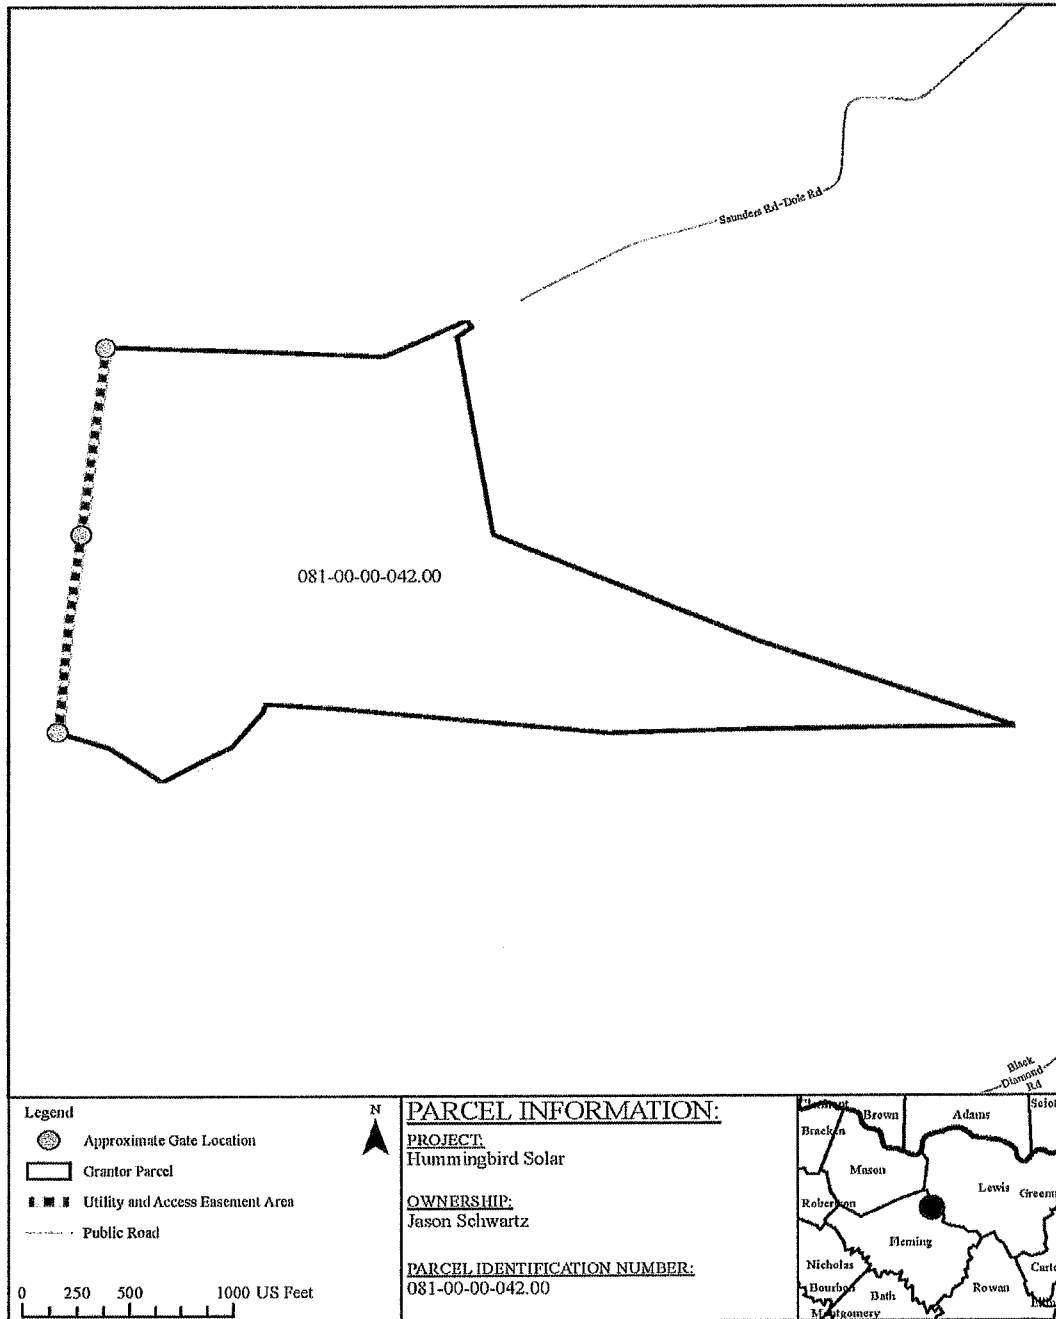 Saunders Rd-Dole Rd
081-00-00-042.00
Black
Diamond
Rd
Legend
Approximate Gate Location
Grantor Parcel
Utility and Access Easement Area
Public Road
0 250 500 1000 US Feet
N
PARCEL INFORMATION:
PROJECT:
Hummingbird Solar
OWNERSHIP:
Jason Schwartz
PARCEL IDENTIFICATION NUMBER:
081-00-00-042.00
Brown
Adams
Bracken
Mason
Lewis
Robertson
Fleming
Nicholas
Bourbon
Bath
Rowan
Montgomery